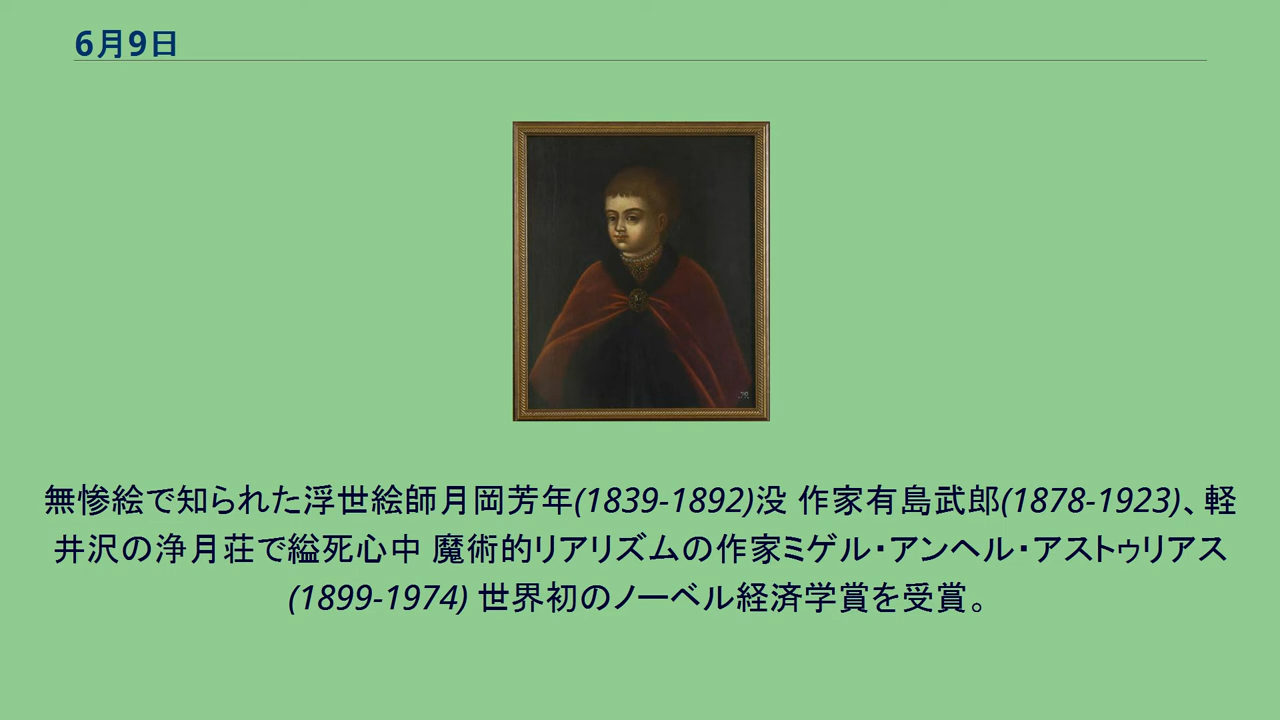 6月9日
無惨絵で知られた浮世絵師月岡芳年(1839-1892)没 作家有島武郎(1878-1923)、軽
井沢の浄月荘で縊死心中 魔術的リアリズムの作家ミゲル・アンヘル・アストゥリアス
(1899-1974) 世界初のノーベル経済学賞を受賞。